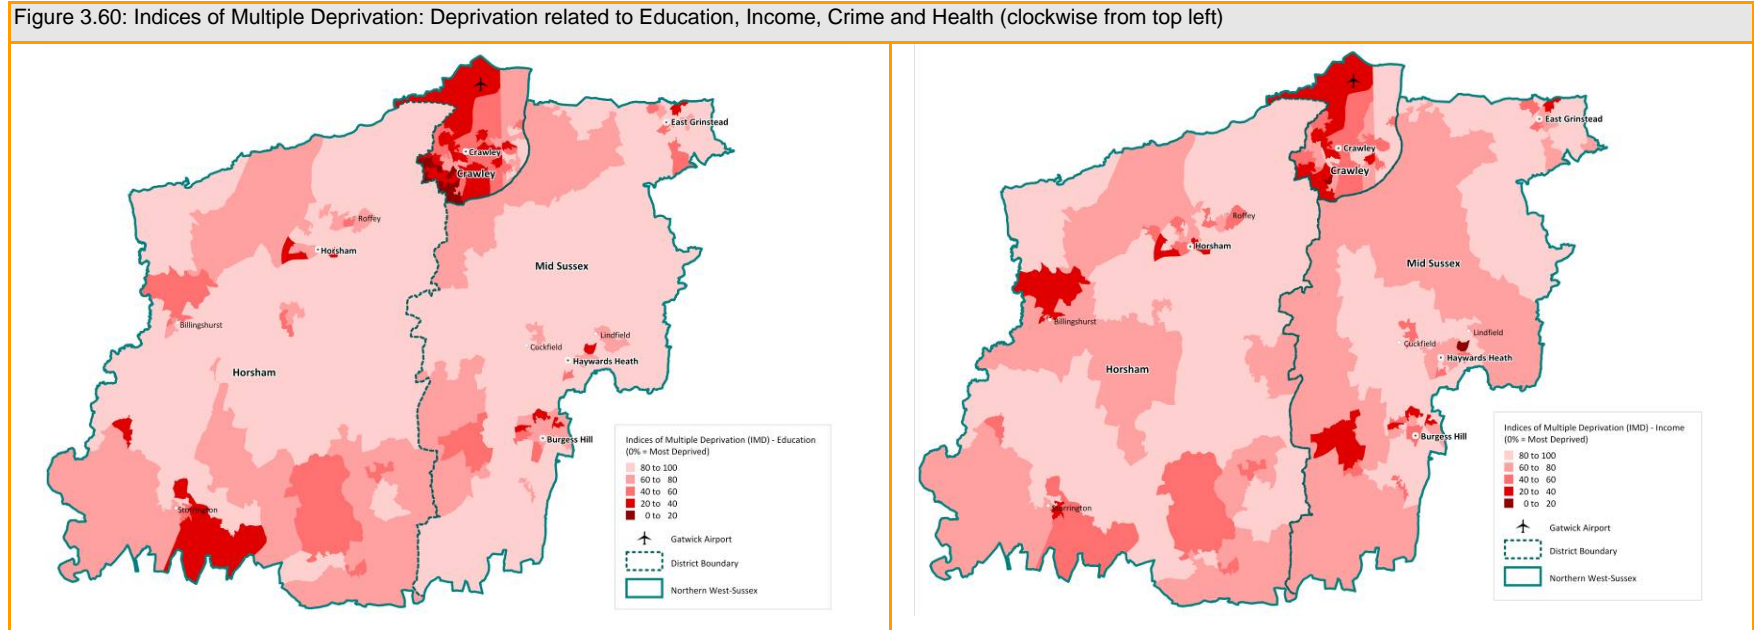 Figure 3.60: Indices of Multiple Deprivation: Deprivation related to Education, Income, Crime and Health (clockwise from top left)
East Grinstead
Crawley
Crawley
Roffey
Horsham
Mid Sussex
Billingshurst
Lindfield
Cuckfield
Haywards Heath
Horsham
Burgess Hill
Storrington
Indices of Multiple Deprivation (IMD) - Education
(0% = Most Deprived)
80 to 100
60 to 80
40 to 60
20 to 40
0 to 20
Gatwick Airport
District Boundary
Northern West-Sussex
East Grinstead
Crawley
Crawley
Roffey
Horsham
Mid Sussex
Billingshurst
Lindfield
Cuckfield
Haywards Heath
Horsham
Burgess Hill
Storrington
Indices of Multiple Deprivation (IMD) - Income
(0% = Most Deprived)
80 to 100
60 to 80
40 to 60
20 to 40
0 to 20
Gatwick Airport
District Boundary
Northern West-Sussex